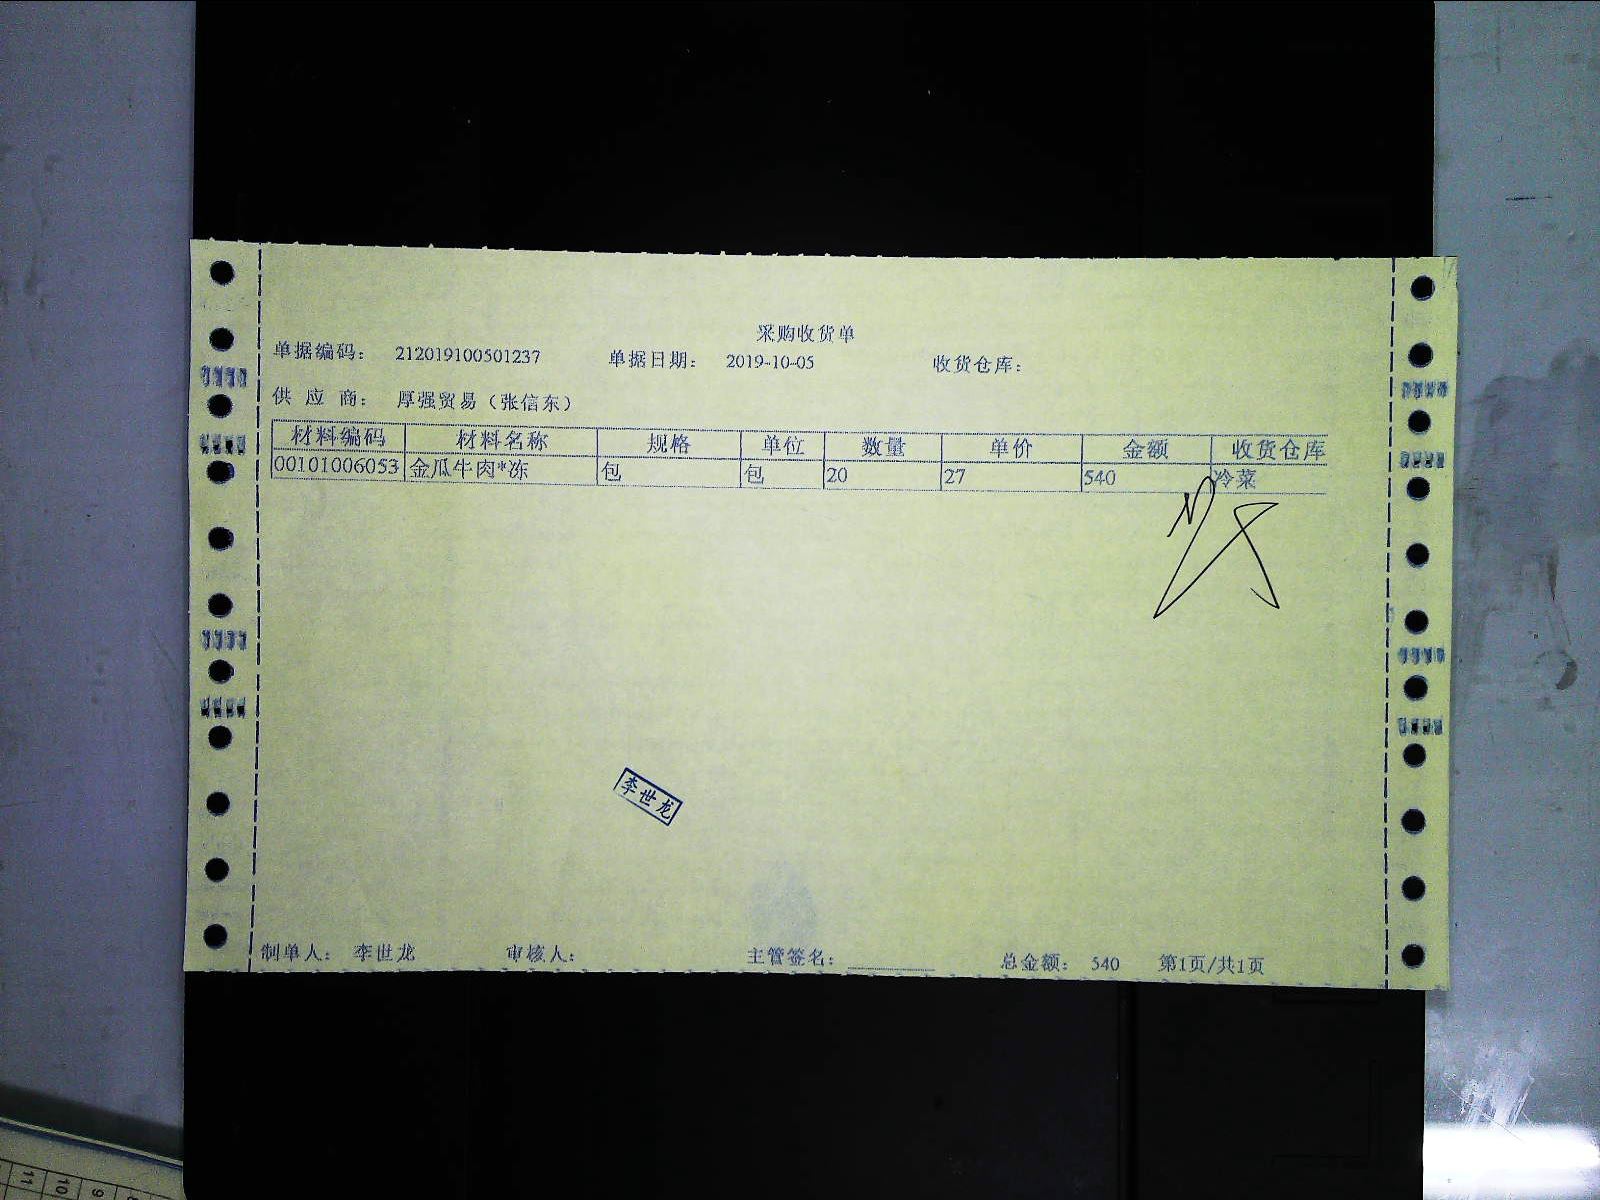 采购收货单
单据编码： 212019100501237 单据日期： 2019-10-05 收货仓库：
供 应 商： 厚强贸易（张信东）
材料编码 材料名称 规格 单位 数量 单价 金额 收货仓库
00101006053 金瓜牛肉*冻 包 包 20 27 540 冷菜
李世龙
制单人： 李世龙 审核人： 主管签名： 总金额： 540 第1页/共1页
11 10 9